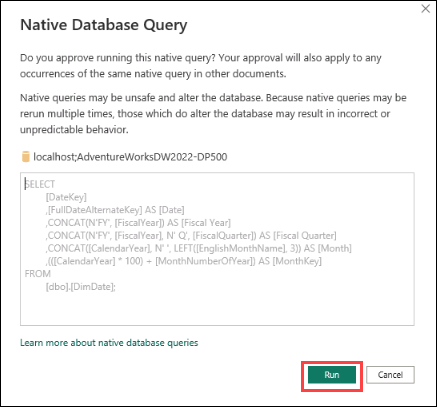 Native Database Query
Do you approve running this native query? Your approval will also apply to any
occurrences of the same native query in other documents.
Native queries may be unsafe and alter the database. Because native queries may be
rerun multiple times, those which do alter the database may result in incorrect or
unpredictable behavior.
localhost;AdventureWorksDW2022-DP500
SELECT
[DateKey]
,[FullDateAlternateKey] AS [Date]
,CONCAT(N'FY', [FiscalYear]) AS [Fiscal Year]
,CONCAT(N'FY', [FiscalYear], N' Q', [FiscalQuarter]) AS [Fiscal Quarter]
,CONCAT([CalendarYear], N' ', LEFT([EnglishMonthName], 3)) AS [Month]
,(([CalendarYear] * 100) + [MonthNumberOfYear]) AS [MonthKey]
FROM
[dbo].[DimDate];
Learn more about native database queries
Run
Cancel